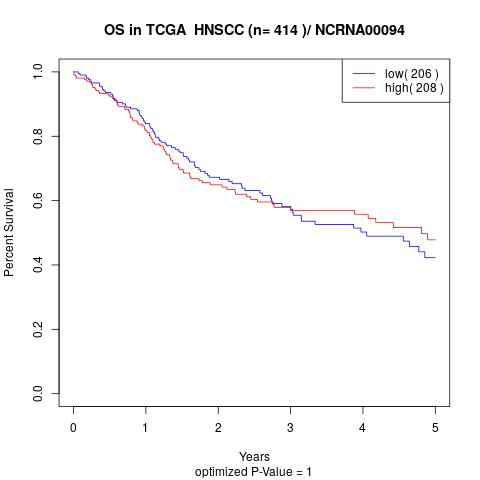 OS in TCGA  HNSCC (n= 414 )/ NCRNA00094
low( 206 )
high( 208 )
Percent Survival
1.0
0.8
0.6
0.4
0.2
0.0
0 1 2 3 4 5
Years
optimized P-Value = 1